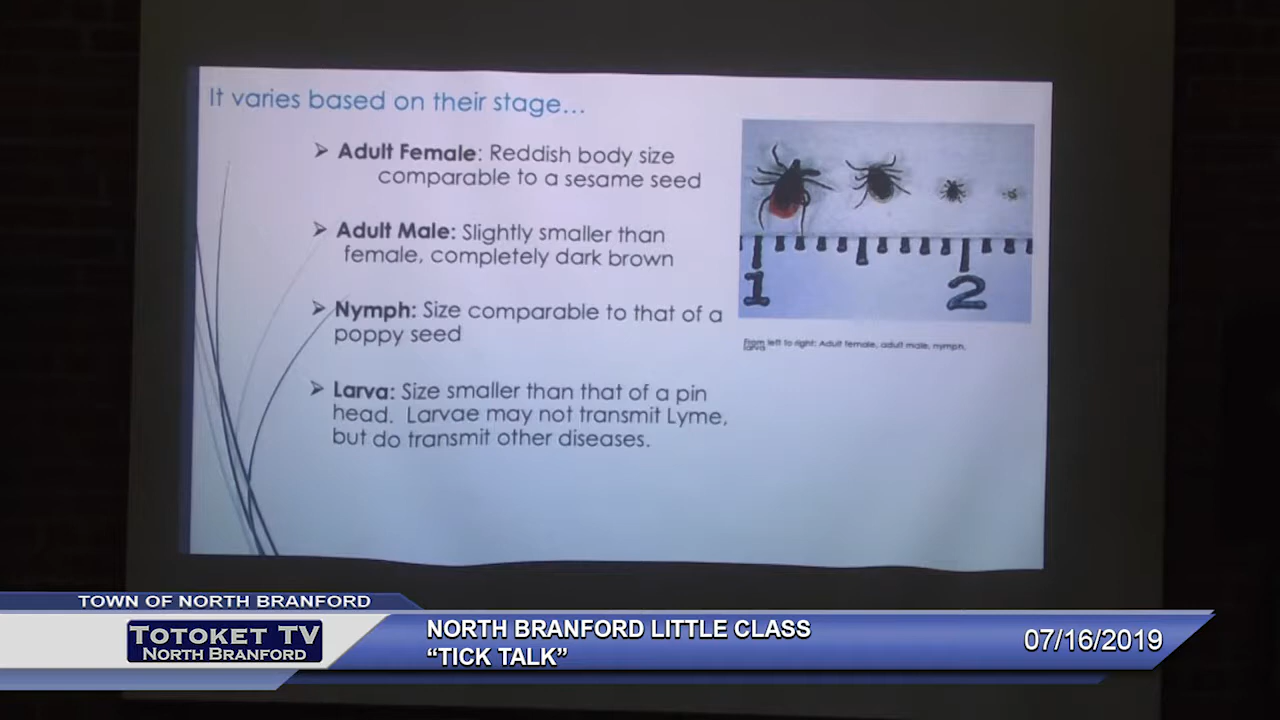 It varies based on their stage...
➢ Adult Female: Reddish body size
comparable to a sesame seed
➢ Adult Male: Slightly smaller than
female, completely dark brown
➢ Nymph: Size comparable to that of a
poppy seed
➢ Larva: Size smaller than that of a pin
head. Larvae may not transmit Lyme,
but do transmit other diseases.
1 2
From left to right: Adult female, adult male, nymph,
larva
TOWN OF NORTH BRANFORD
TOTOKET TV
NORTH BRANFORD
NORTH BRANFORD LITTLE CLASS
“TICK TALK”
07/16/2019